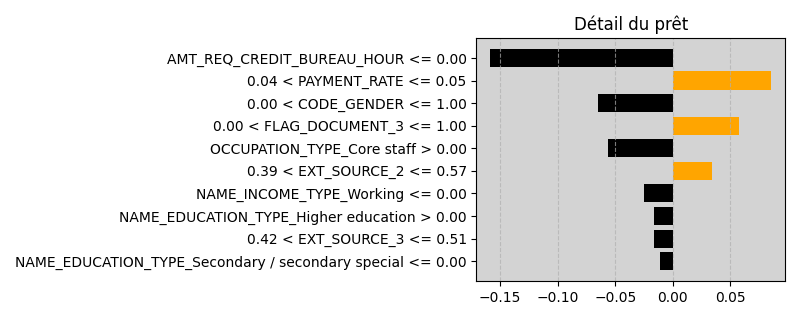 Détail du prêt
AMT_REQ_CREDIT_BUREAU_HOUR <= 0.00
0.04 < PAYMENT_RATE <= 0.05
0.00 < CODE_GENDER <= 1.00
0.00 < FLAG_DOCUMENT_3 <= 1.00
OCCUPATION_TYPE_Core staff > 0.00
0.39 < EXT_SOURCE_2 <= 0.57
NAME_INCOME_TYPE_Working <= 0.00
NAME_EDUCATION_TYPE_Higher education > 0.00
0.42 < EXT_SOURCE_3 <= 0.51
NAME_EDUCATION_TYPE_Secondary / secondary special <= 0.00
−0.15 −0.10 −0.05 0.00 0.05